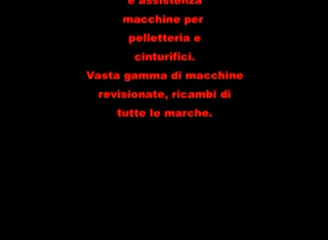 e assistenza
macchine per
pelletteria e
cinturifici.
Vasta gamma di macchine
revisionate, ricambi di
tutte le marche.